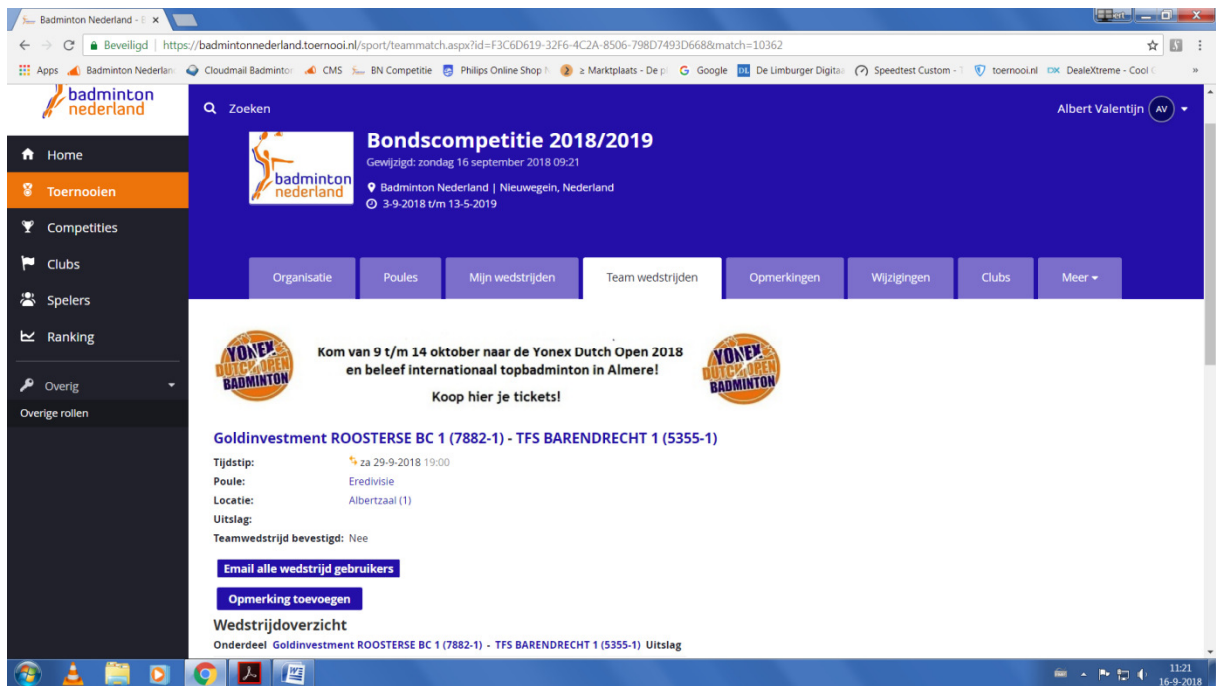 Badminton Nederland - E
Beveiligd
https://badmintonnederland.toernooi.nl/sport/teammatch.aspx?id=F3C6D619-32F6-4C2A-8506-798D7493D668&match=10362
Apps Badminton Nederlan Cloudmail Badminton CMS BN Competitie Philips Online Shop N ≥ Marktplaats - De p Google DL De Limburger Digitaa Speedtest Custom - toernooi.nl DX DealeXtreme - Cool »
badminton
nederland
Zoeken
Albert Valentijn AV
Home
Toernooien
Competities
Clubs
Spelers
Ranking
Overig
Overige rollen
badminton
nederland
Bondscompetitie 2018/2019
Gewijzigd: zondag 16 september 2018 09:21
Badminton Nederland | Nieuwegein, Nederland
3-9-2018 t/m 13-5-2019
Organisatie Poules Mijn wedstrijden Team wedstrijden Opmerkingen Wijzigingen Clubs Meer
YONEX
DUTCH OPEN
BADMINTON
Kom van 9 t/m 14 oktober naar de Yonex Dutch Open 2018
en beleef internationaal topbadminton in Almere!
Koop hier je tickets!
YONEX
DUTCH OPEN
BADMINTON
Goldinvestment ROOSTERSE BC 1 (7882-1) - TFS BARENDRECHT 1 (5355-1)
Tijdstip: za 29-9-2018 19:00
Poule: Eredivisie
Locatie: Albertzaal (1)
Uitslag:
Teamwedstrijd bevestigd: Nee
Email alle wedstrijd gebruikers
Opmerking toevoegen
Wedstrijdoverzicht
Onderdeel Goldinvestment ROOSTERSE BC 1 (7882-1) - TFS BARENDRECHT 1 (5355-1) Uitslag
11:21
16-9-2018